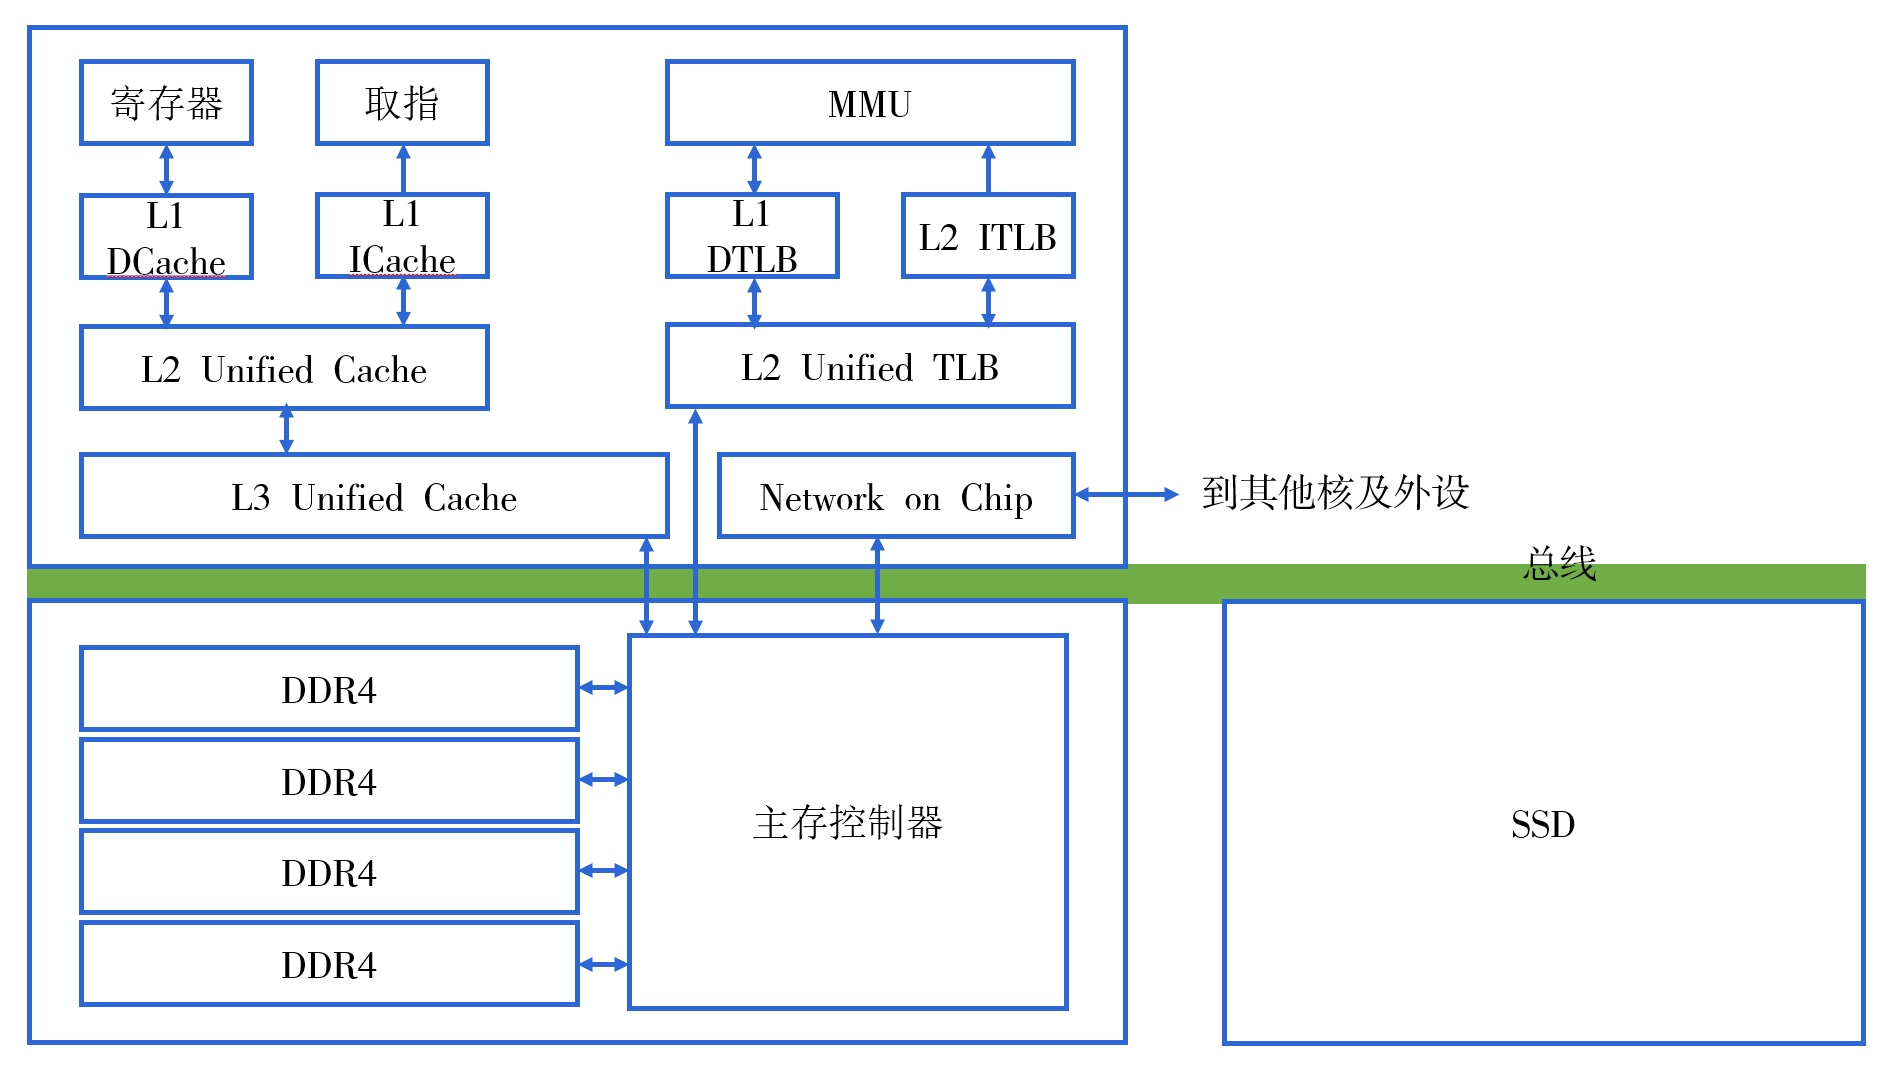 寄存器
取指
MMU
L1
DCache
L1
ICache
L1
DTLB
L2 ITLB
L2 Unified Cache
L2 Unified TLB
L3 Unified Cache
Network on Chip
到其他核及外设
总线
DDR4
DDR4
DDR4
DDR4
主存控制器
SSD